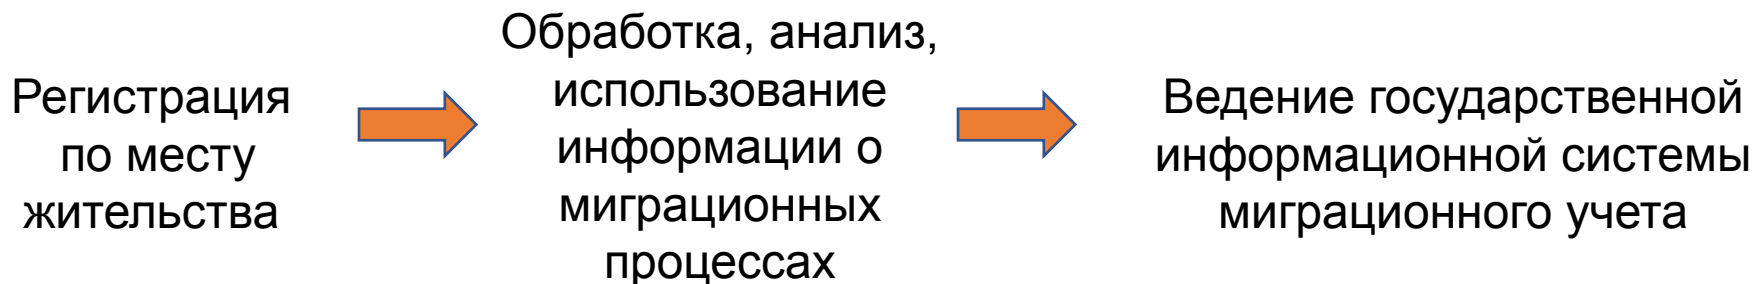 Регистрация
по месту
жительства
Обработка, анализ,
использование
информации о
миграционных
процессах
Ведение государственной
информационной системы
миграционного учета